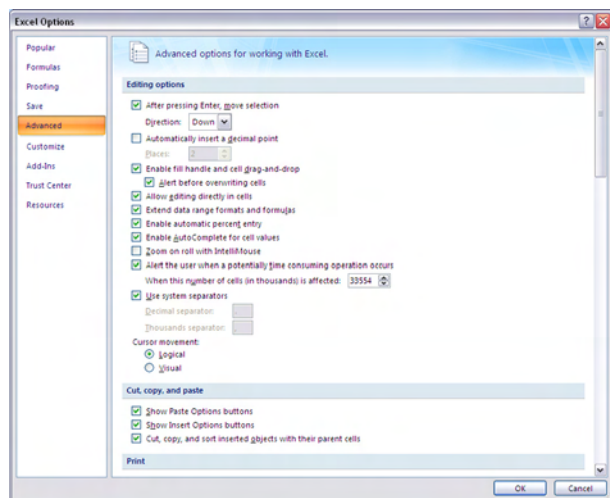 Excel Options
Popular
Formulas
Proofing
Save
Advanced
Customize
Add-Ins
Trust Center
Resources
Advanced options for working with Excel.
Editing options
After pressing Enter, move selection
Direction: Down
Automatically insert a decimal point
Places: 2
Enable fill handle and cell drag-and-drop
Alert before overwriting cells
Allow editing directly in cells
Extend data range formats and formulas
Enable automatic percent entry
Enable AutoComplete for cell values
Zoom on roll with IntelliMouse
Alert the user when a potentially time consuming operation occurs
When this number of cells (in thousands) is affected: 33554
Use system separators
Decimal separator:
Thousands separator:
Cursor movement:
Logical
Visual
Cut, copy, and paste
Show Paste Options buttons
Show Insert Options buttons
Cut, copy, and sort inserted objects with their parent cells
Print
OK Cancel